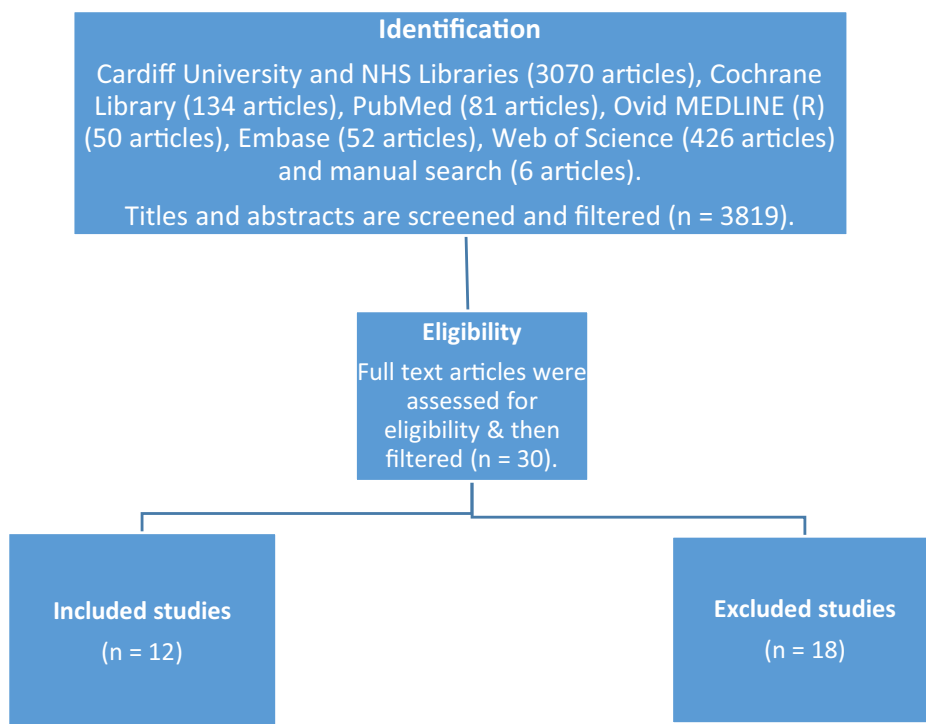 Identification
Cardiff University and NHS Libraries (3070 articles), Cochrane
Library (134 articles), PubMed (81 articles), Ovid MEDLINE (R)
(50 articles), Embase (52 articles), Web of Science (426 articles)
and manual search (6 articles).
Titles and abstracts are screened and filtered (n = 3819).
Eligibility
Full text articles were
assessed for
eligibility & then
filtered (n = 30).
Included studies
(n = 12)
Excluded studies
(n = 18)